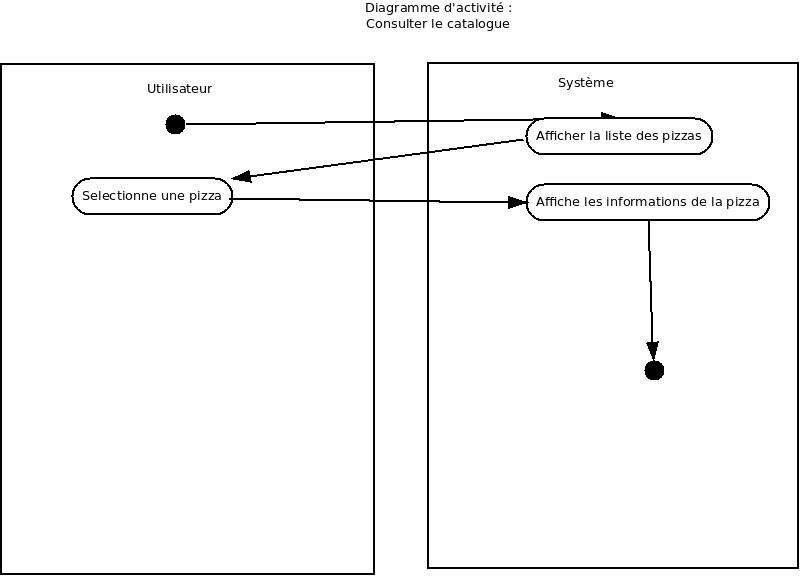 Diagramme d'activité :
Consulter le catalogue
Utilisateur
Système
Afficher la liste des pizzas
Selectionne une pizza
Affiche les informations de la pizza